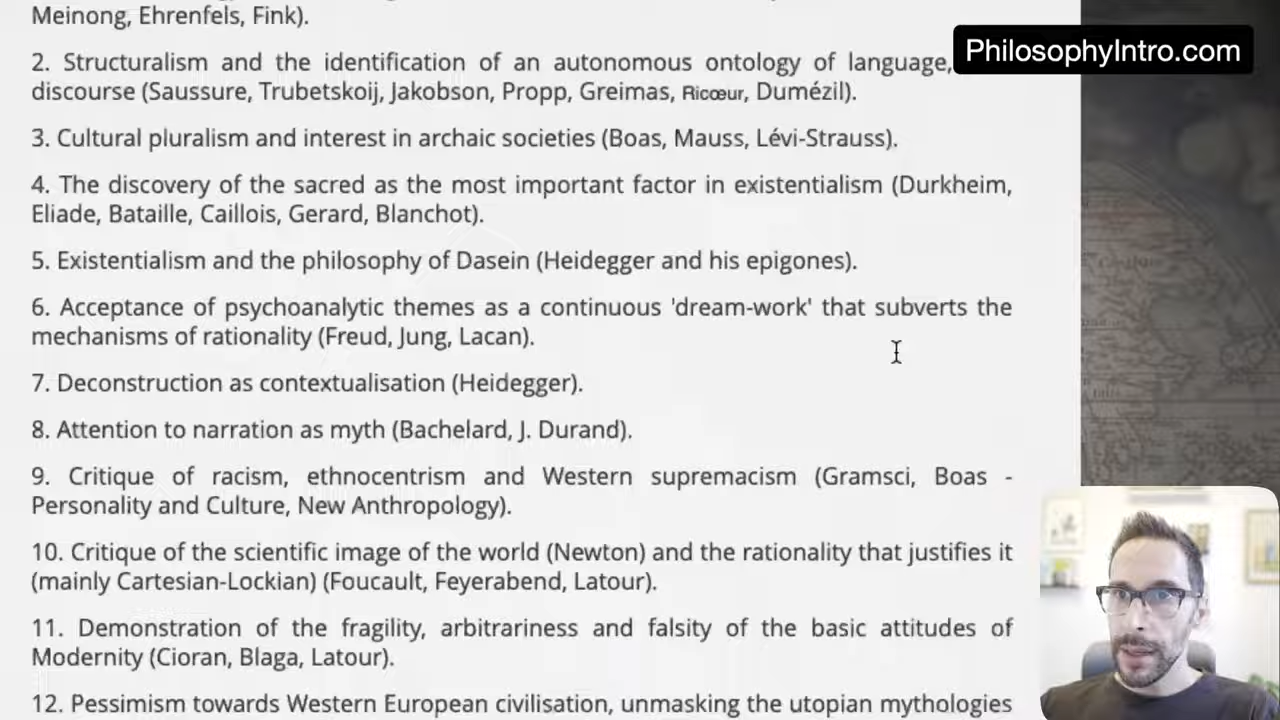 Meinong, Ehrenfels, Fink).
PhilosophyIntro.com
2. Structuralism and the identification of an autonomous ontology of language,
discourse (Saussure, Trubetskoij, Jakobson, Propp, Greimas, Ricœur, Dumézil).
3. Cultural pluralism and interest in archaic societies (Boas, Mauss, Lévi-Strauss).
4. The discovery of the sacred as the most important factor in existentialism (Durkheim,
Eliade, Bataille, Caillois, Gerard, Blanchot).
5. Existentialism and the philosophy of Dasein (Heidegger and his epigones).
6. Acceptance of psychoanalytic themes as a continuous 'dream-work' that subverts the
mechanisms of rationality (Freud, Jung, Lacan).
7. Deconstruction as contextualisation (Heidegger).
8. Attention to narration as myth (Bachelard, J. Durand).
9. Critique of racism, ethnocentrism and Western supremacism (Gramsci, Boas -
Personality and Culture, New Anthropology).
10. Critique of the scientific image of the world (Newton) and the rationality that justifies it
(mainly Cartesian-Lockian) (Foucault, Feyerabend, Latour).
11. Demonstration of the fragility, arbitrariness and falsity of the basic attitudes of
Modernity (Cioran, Blaga, Latour).
12. Pessimism towards Western European civilisation, unmasking the utopian mythologies